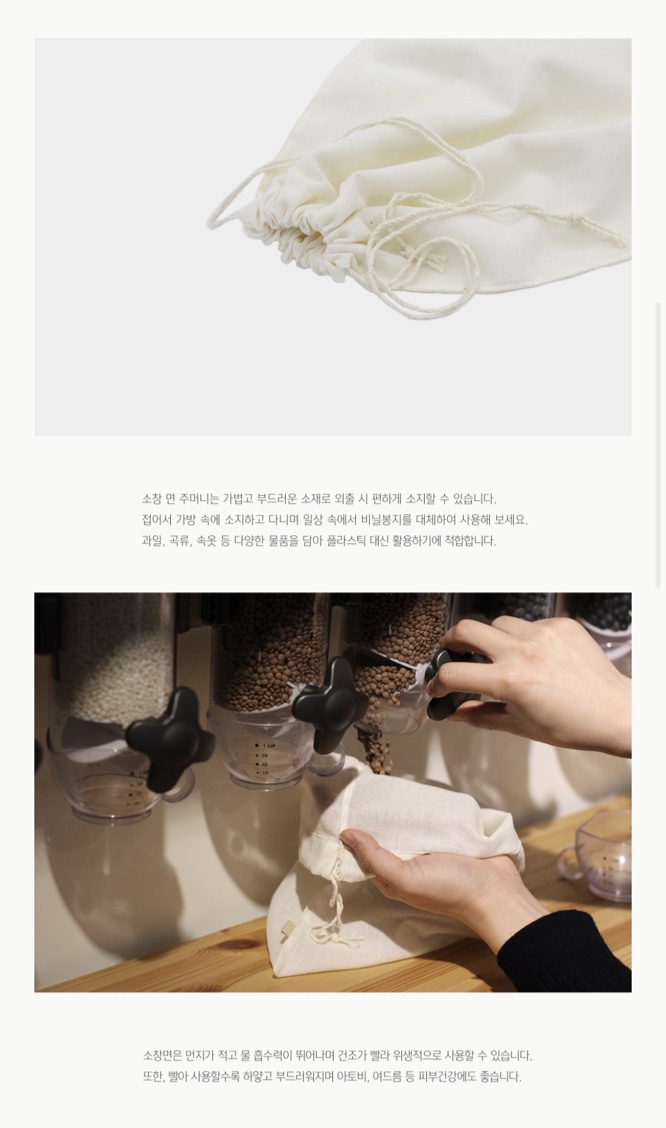 소창 면 주머니는 가볍고 부드러운 소재로 외출 시 편하게 소지할 수 있습니다.
접어서 가방 속에 소지하고 다니며 일상 속에서 비닐봉지를 대체하여 사용해 보세요.
과일, 곡류, 속옷 등 다양한 물품을 담아 플라스틱 대신 활용하기에 적합합니다.
1 CUP
소창면은 먼지가 적고 물 흡수력이 뛰어나며 건조가 빨라 위생적으로 사용할 수 있습니다.
또한, 빨아 사용할수록 하얗고 부드러워지며 아토비, 여드름 등 피부건강에도 좋습니다.